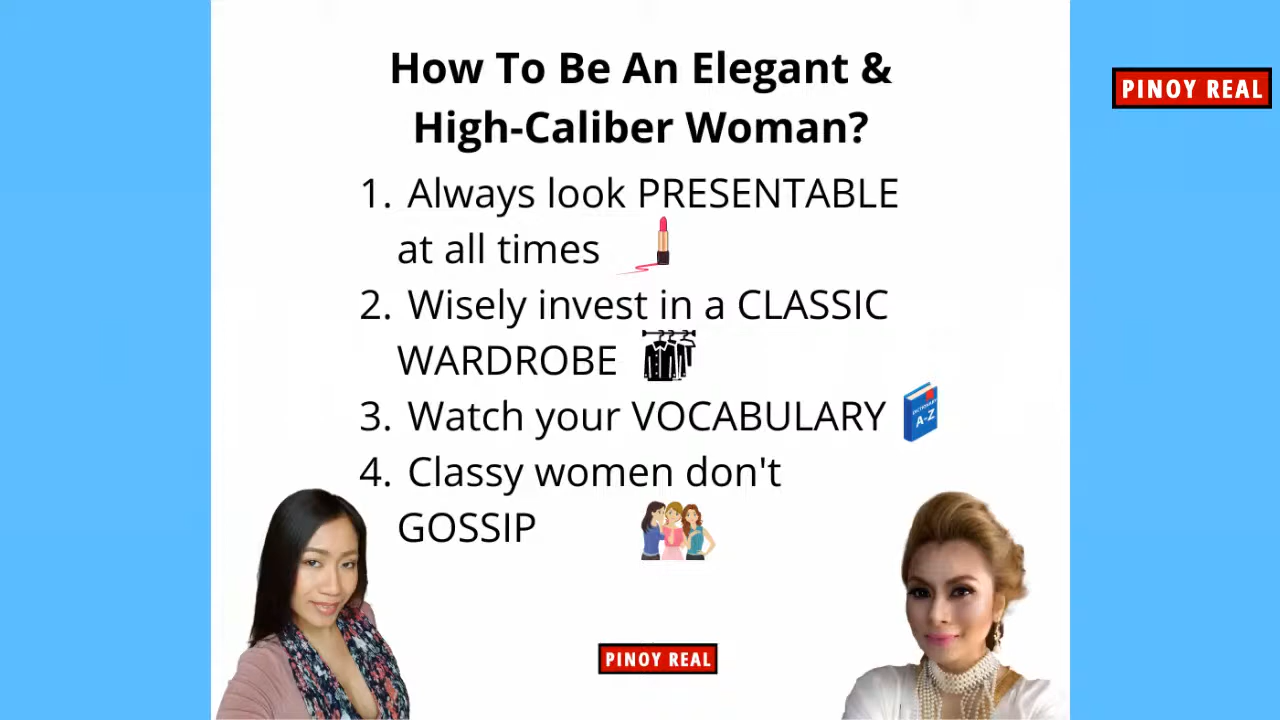 How To Be An Elegant &
High-Caliber Woman?
PINOY REAL
1. Always look PRESENTABLE
at all times
2. Wisely invest in a CLASSIC
WARDROBE
3. Watch your VOCABULARY
DICTIONARY
A-Z
4. Classy women don't
GOSSIP
PINOY REAL